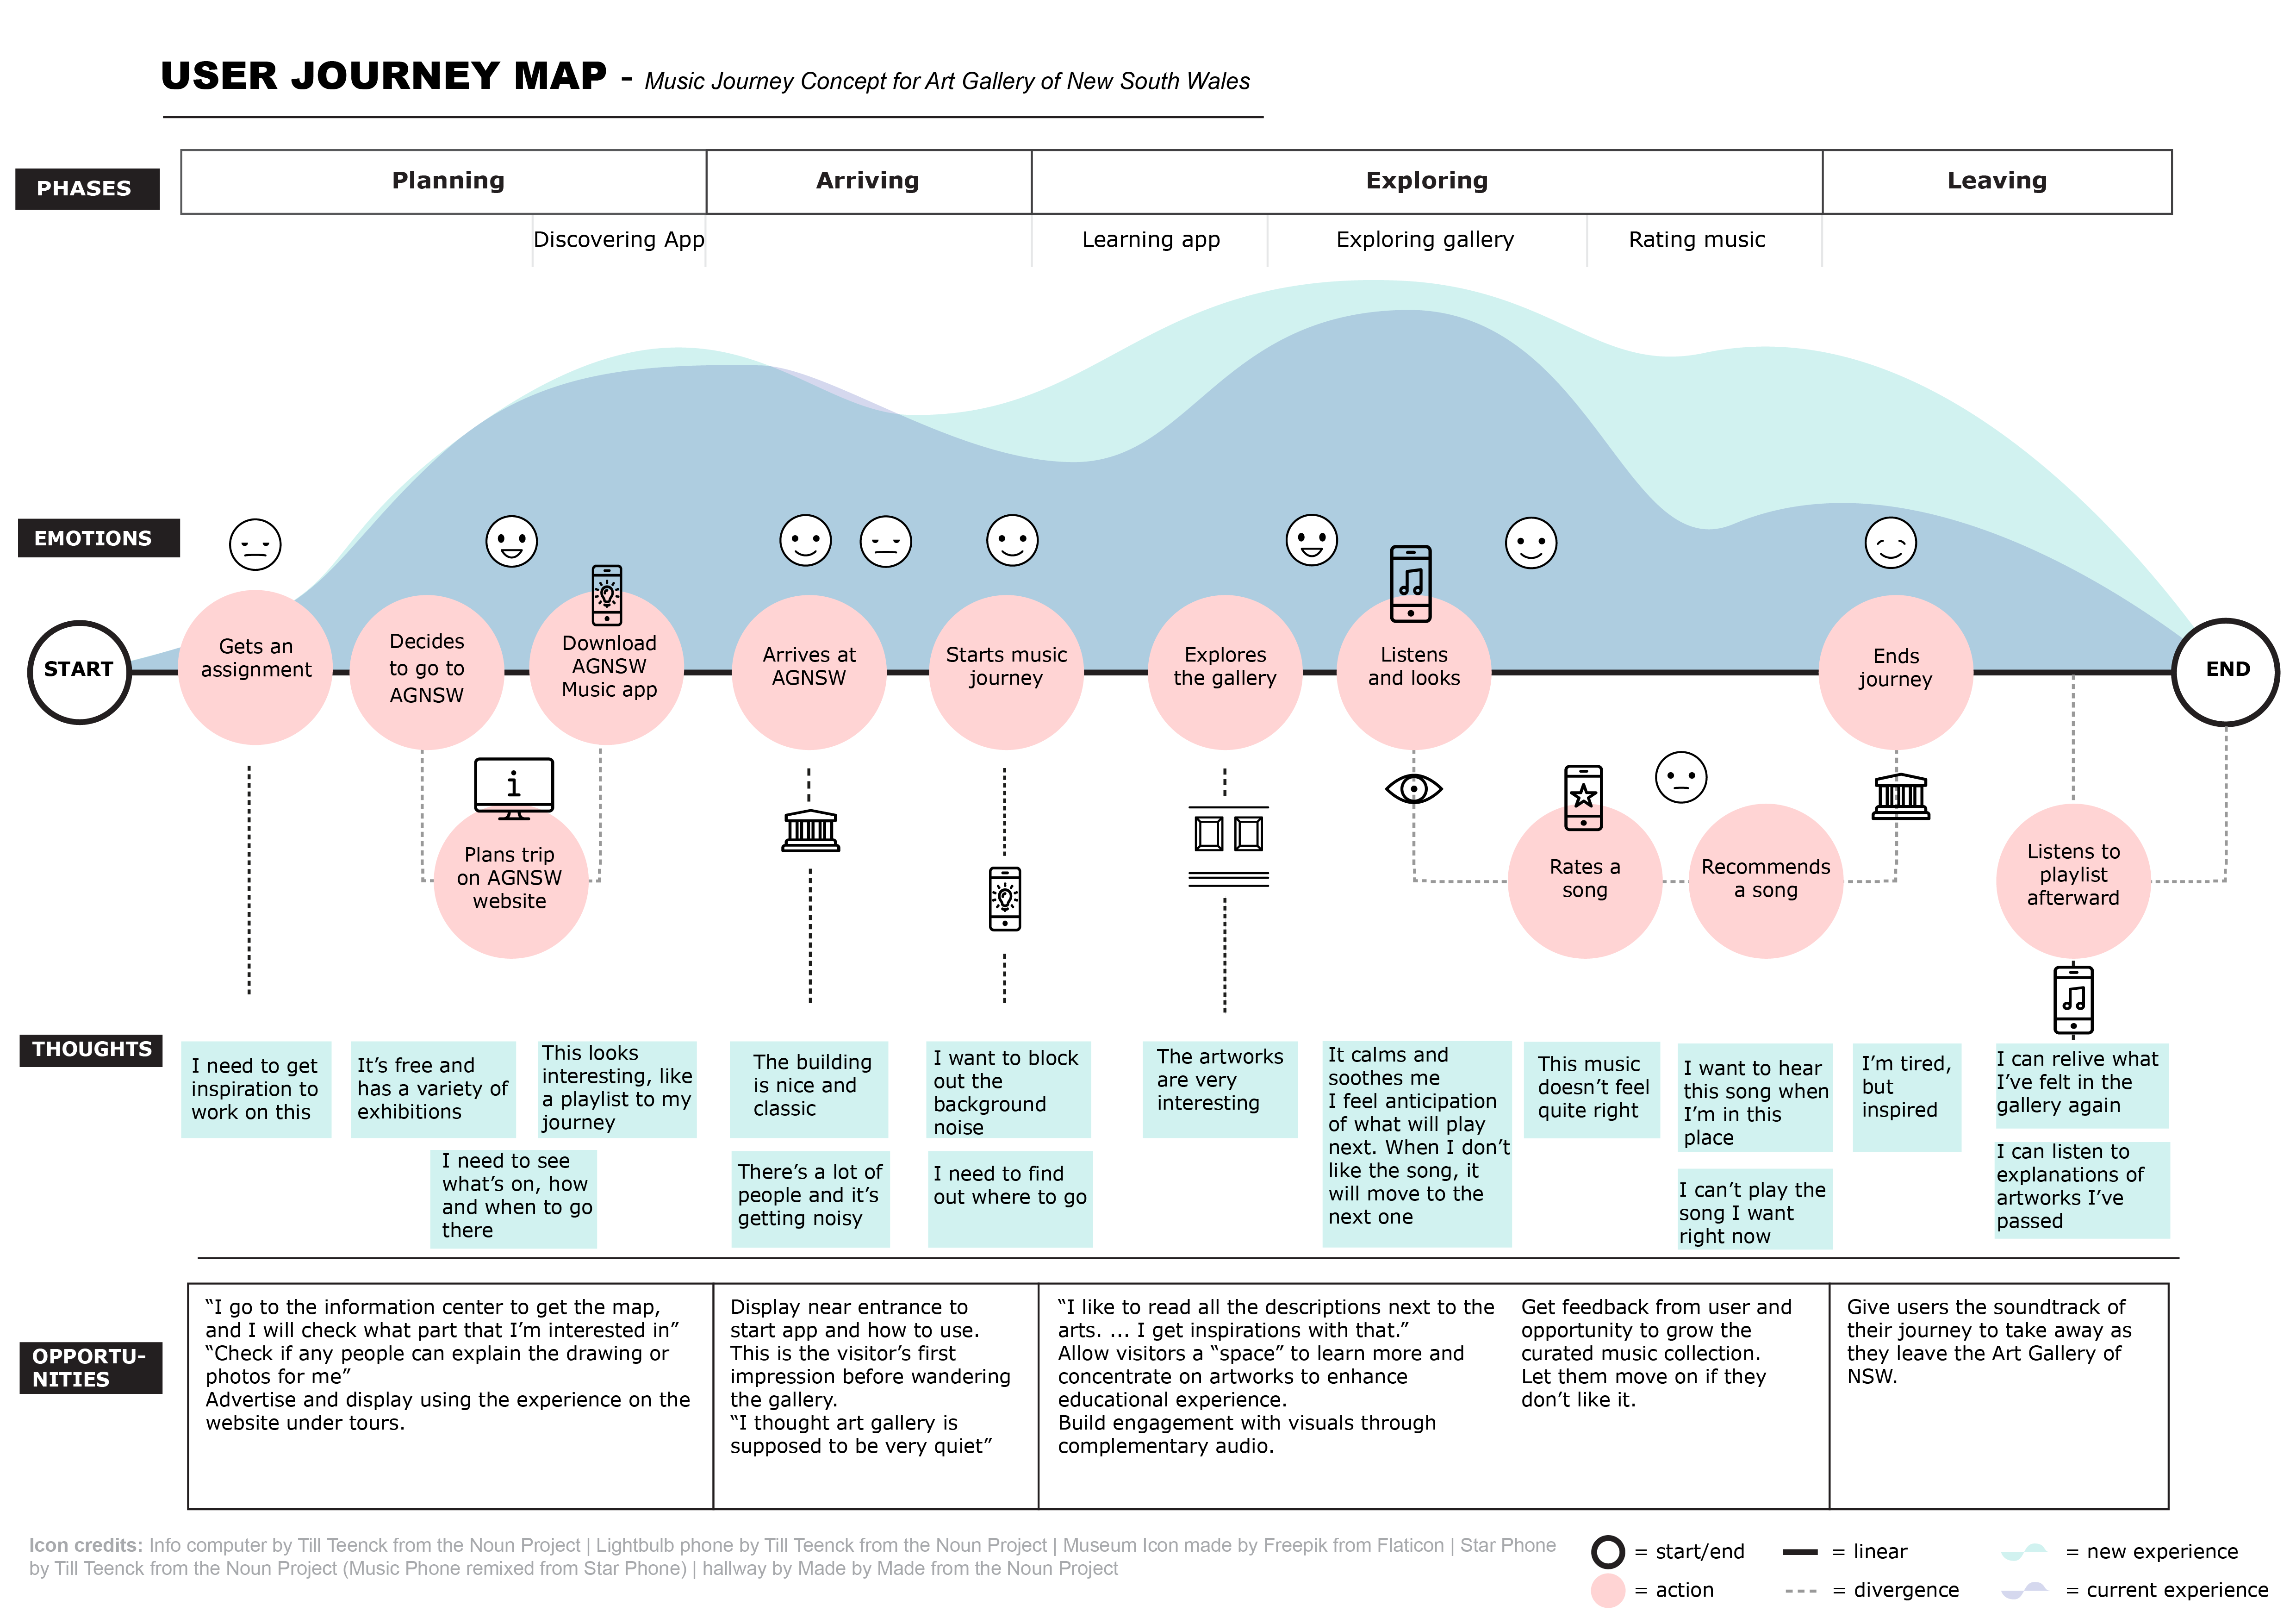 USER JOURNEY MAP - Music Journey Concept for Art Gallery of New South Wales
PHASES
Planning
Arriving
Exploring
Leaving
Discovering App
Learning app
Exploring gallery
Rating music
EMOTIONS
START
Gets an
assignment
Decides
to go to
AGNSW
Download
AGNSW
Music app
Arrives at
AGNSW
Starts music
journey
Explores
the gallery
Listens
and looks
Ends
journey
END
i
Plans trip
on AGNSW
website
Rates a
song
Recommends
a song
Listens to
playlist
afterward
THOUGHTS
I need to get
inspiration to
work on this
It’s free and
has a variety of
exhibitions
This looks
interesting, like
a playlist to my
journey
I need to see
what’s on, how
and when to go
there
The building
is nice and
classic
There’s a lot of
people and it’s
getting noisy
I want to block
out the
background
noise
I need to find
out where to go
The artworks
are very
interesting
It calms and
soothes me
I feel anticipation
of what will play
next. When I don’t
like the song, it
will move to the
next one
This music
doesn’t feel
quite right
I want to hear
this song when
I’m in this
place
I can’t play the
song I want
right now
I’m tired,
but
inspired
I can relive what
I’ve felt in the
gallery again
I can listen to
explanations of
artworks I’ve
passed
OPPORTU-
NITIES
“I go to the information center to get the map,
and I will check what part that I’m interested in”
“Check if any people can explain the drawing or
photos for me”
Advertise and display using the experience on the
website under tours.
Display near entrance to
start app and how to use.
This is the visitor’s first
impression before wandering
the gallery.
“I thought art gallery is
supposed to be very quiet”
“I like to read all the descriptions next to the
arts. ... I get inspirations with that.”
Allow visitors a “space” to learn more and
concentrate on artworks to enhance
educational experience.
Build engagement with visuals through
complementary audio.
Get feedback from user and
opportunity to grow the
curated music collection.
Let them move on if they
don’t like it.
Give users the soundtrack of
their journey to take away as
they leave the Art Gallery of
NSW.
Icon credits: Info computer by Till Teenck from the Noun Project | Lightbulb phone by Till Teenck from the Noun Project | Museum Icon made by Freepik from Flaticon | Star Phone
by Till Teenck from the Noun Project (Music Phone remixed from Star Phone) | hallway by Made by Made from the Noun Project
= start/end
= linear
= new experience
= action
= divergence
= current experience